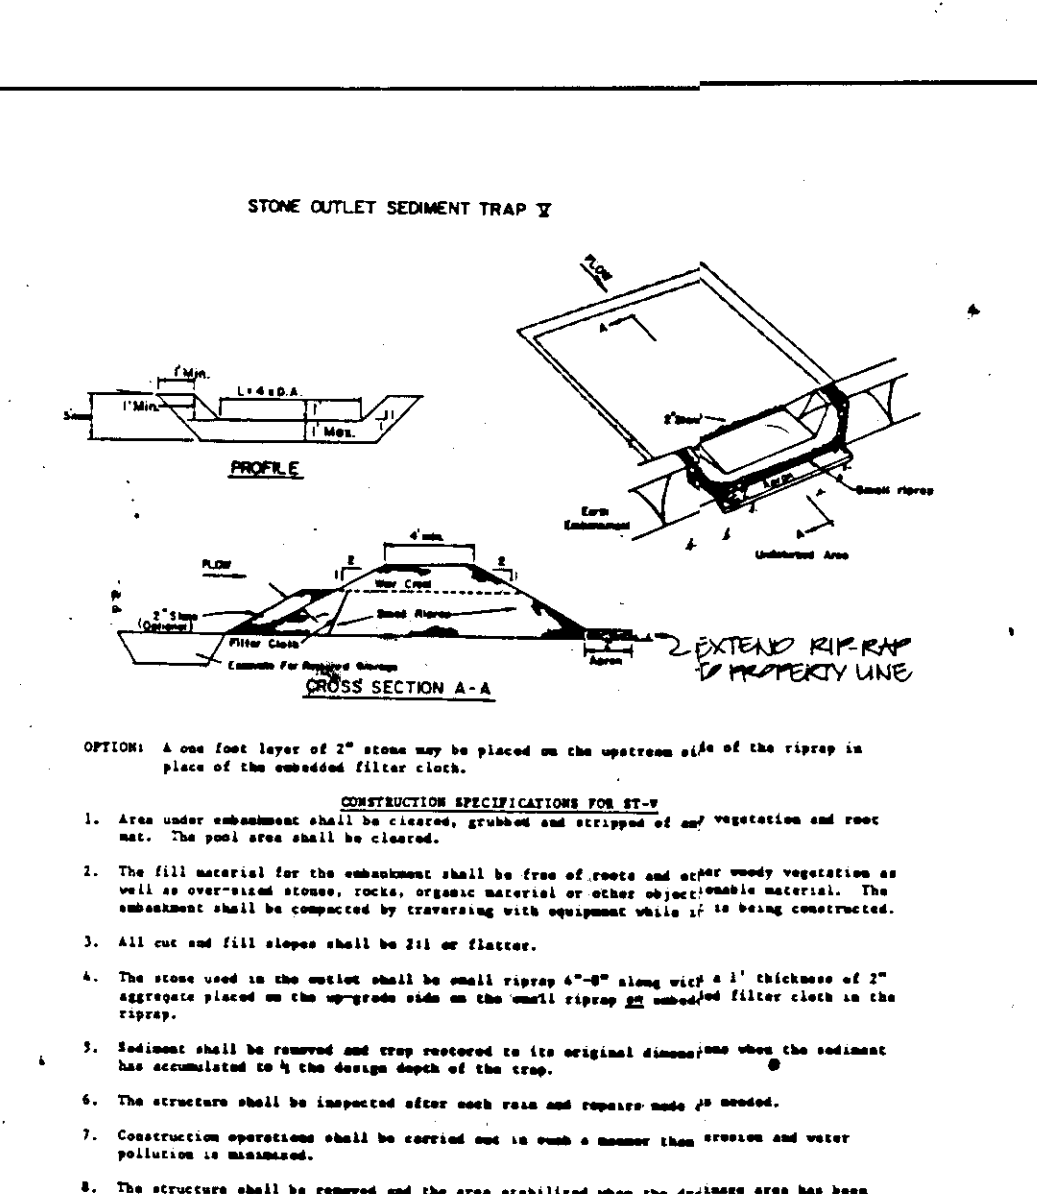 STONE OUTLET SEDIMENT TRAP V
FLOW
A
1' Min.
L = 4 x D.A.
1' Min.
1'
1' Max.
2" Stone
PROFILE
Apron
Small riprap
Earth
Embankment
A
Undisturbed Area
4' min.
FLOW
2
2
1
1
Weir Crest
2" Stone
(Optional)
Small Riprap
Filter Cloth
Excavate For Required Storage
Apron
EXTEND RIP-RAP
TO PROPERTY LINE
CROSS SECTION A-A
OPTION: A one foot layer of 2" stone may be placed on the upstream side of the riprap in
place of the embedded filter cloth.
CONSTRUCTION SPECIFICATIONS FOR ST-V
1. Area under embankment shall be cleared, grubbed and stripped of any vegetation and root
mat. The pool area shall be cleared.
2. The fill material for the embankment shall be free of roots and other woody vegetation as
well as over-sized stones, rocks, organic material or other objectionable material. The
embankment shall be compacted by traversing with equipment while it is being constructed.
3. All cut and fill slopes shall be 2:1 or flatter.
4. The stone used in the outlet shall be small riprap 4"-8" along with a 1' thickness of 2"
aggregate placed on the up-grade side on the small riprap or embedded filter cloth in the
riprap.
5. Sediment shall be removed and trap restored to its original dimensions when the sediment
has accumulated to ½ the design depth of the trap.
6. The structure shall be inspected after each rain and repairs made as needed.
7. Construction operations shall be carried out in such a manner than erosion and water
pollution is minimized.
8. The structure shall be removed and the area stabilized when the drainage area has been